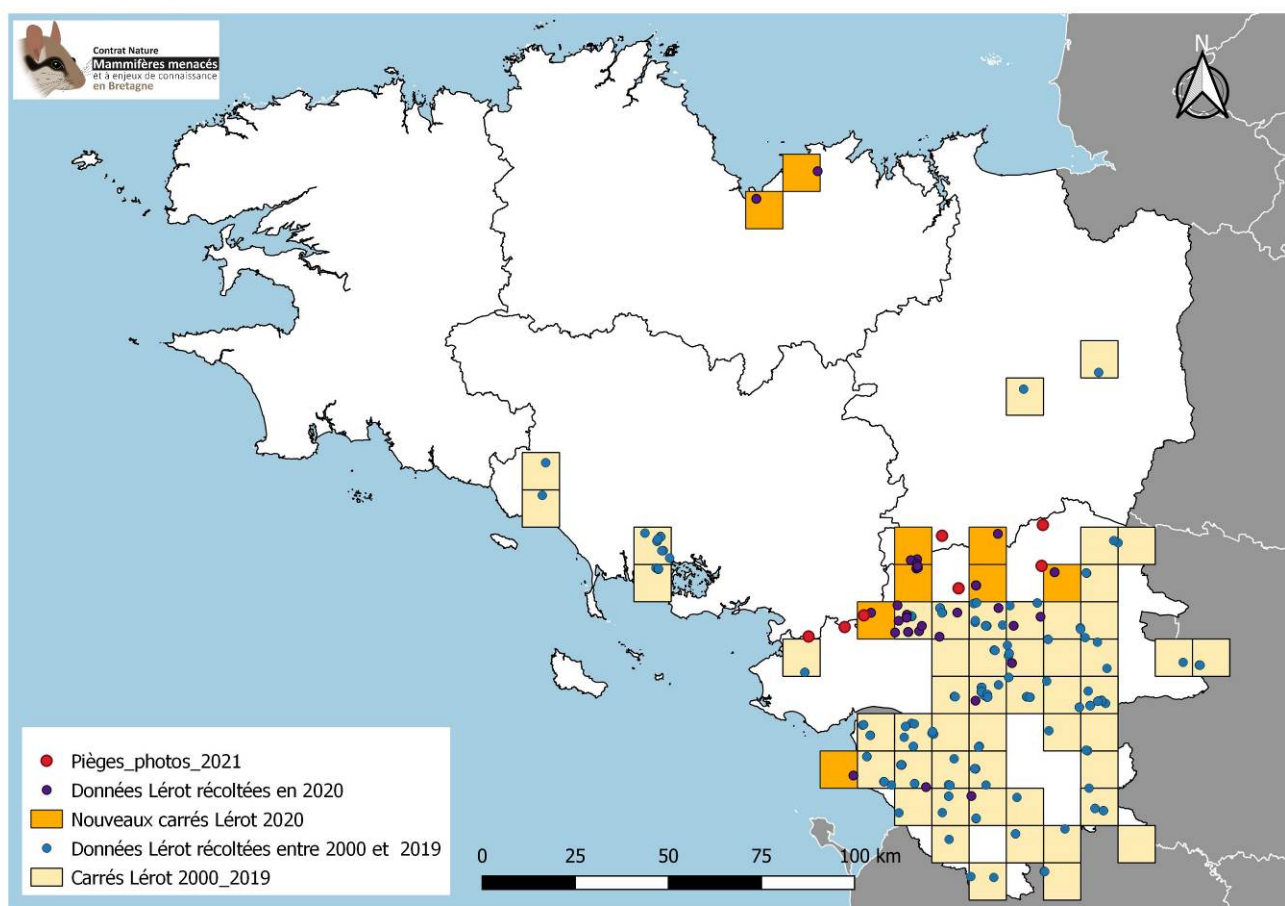 Contrat Nature
Mammifères menacés
et à enjeux de connaissance
en Bretagne
N
Pièges_photos_2021
Données Lérot récoltées en 2020
Nouveaux carrés Lérot 2020
Données Lérot récoltées entre 2000 et 2019
Carrés Lérot 2000_2019
0 25 50 75 100 km